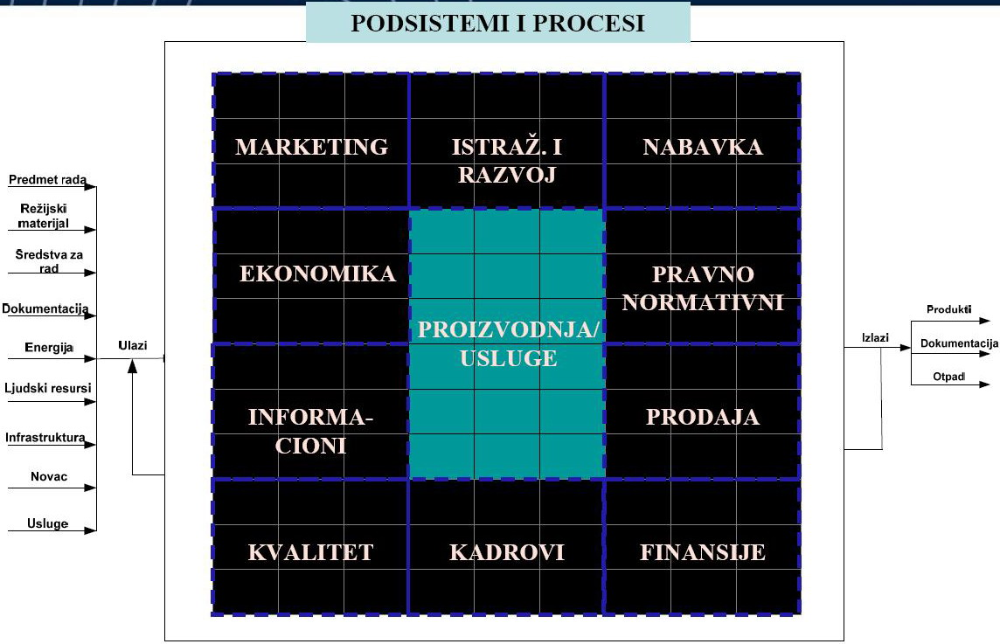 PODSISTEMI I PROCESI
MARKETING
ISTRAŽ. I
RAZVOJ
NABAVKA
EKONOMIKA
PRAVNO
NORMATIVNI
PROIZVODNJA/
USLUGE
INFORMA-
CIONI
PRODAJA
KVALITET
KADROVI
FINANSIJE
Predmet rada
Režijski
materijal
Sredstva za
rad
Dokumentacija
Energija
Ljudski resursi
Infrastruktura
Novac
Usluge
Ulazi
Izlazi
Produkti
Dokumentacija
Otpad